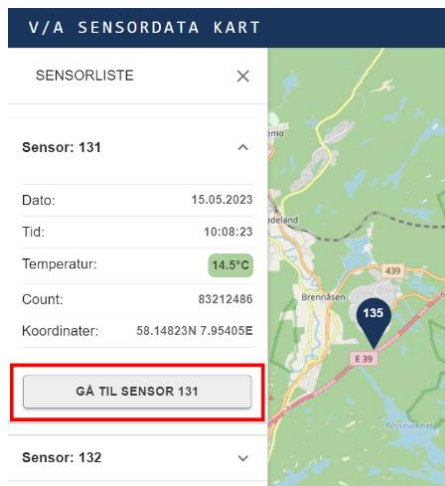 V/A SENSORDATA KART
SENSORLISTE
Sensor: 131
Dato: 15.05.2023
Tid: 10:08:23
Temperatur: 14.5°C
Count: 83212486
Koordinater: 58.14823N 7.95405E
GÅ TIL SENSOR 131
Sensor: 132
439
Brennåsen
135
E 39